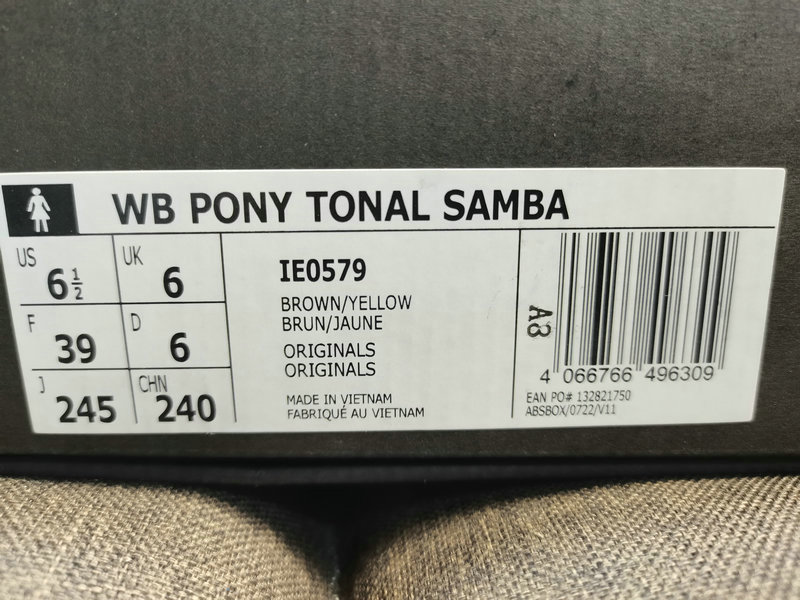 WB PONY TONAL SAMBA
US 6½ UK 6
F 39 D 6
J 245 CHN 240
IE0579
BROWN/YELLOW
BRUN/JAUNE
ORIGINALS
ORIGINALS
MADE IN VIETNAM
FABRIQUÉ AU VIETNAM
A8
4 066766 496309
EAN PO# 132821750
ABSBOX/0722/V11